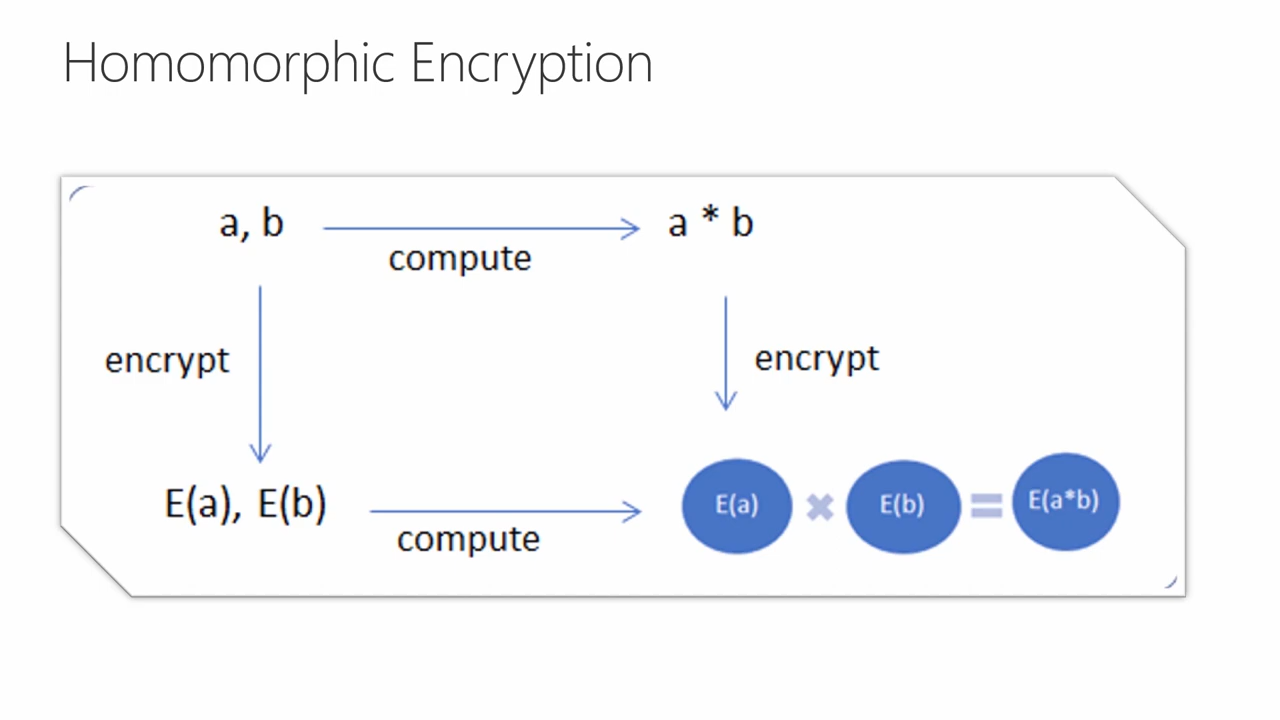 Homomorphic Encryption
a, b
compute
a * b
encrypt
encrypt
E(a), E(b)
compute
E(a) × E(b) = E(a*b)